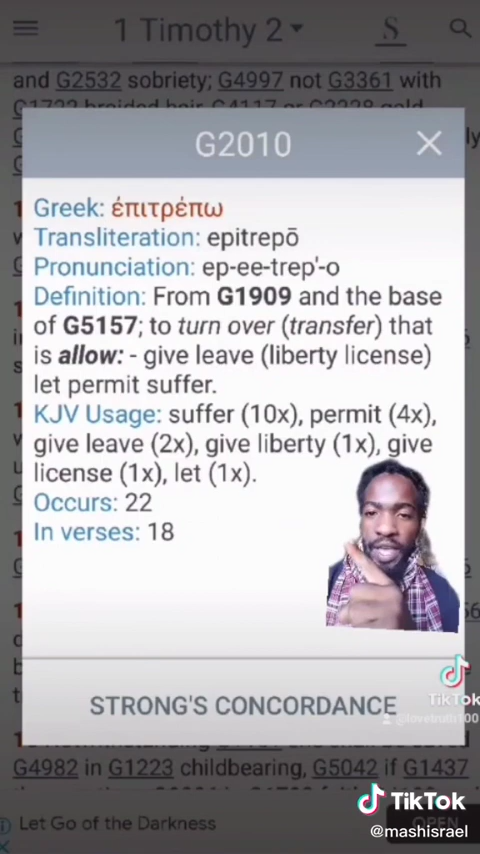 1 Timothy 2
S
and G2532 sobriety; G4997 not G3361 with
G2010
Greek: ἐπιτρέπω
Transliteration: epitrepō
Pronunciation: ep-ee-trep'-o
Definition: From G1909 and the base
of G5157; to turn over (transfer) that
is allow: - give leave (liberty license)
let permit suffer.
KJV Usage: suffer (10x), permit (4x),
give leave (2x), give liberty (1x), give
license (1x), let (1x).
Occurs: 22
In verses: 18
STRONG'S CONCORDANCE
TikTok
@lovetruth100
G4982 in G1223 childbearing, G5042 if G1437
Let Go of the Darkness
OPEN
TikTok
@mashisrael